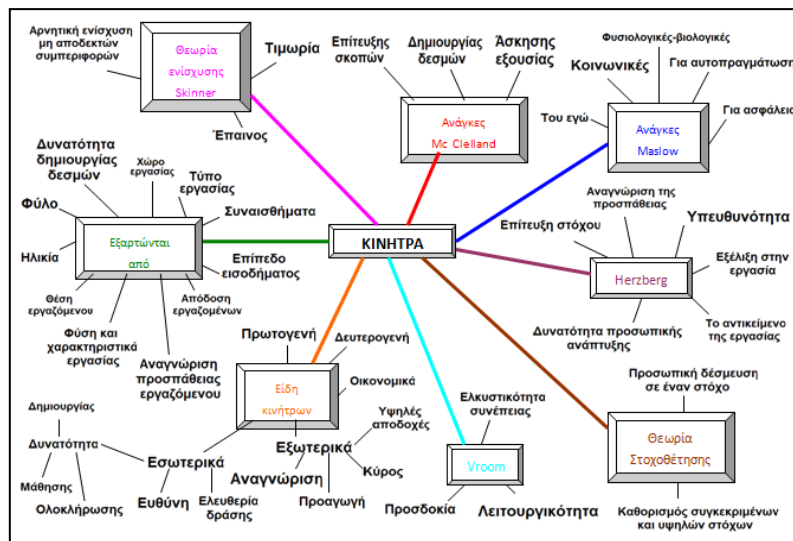 Αρνητική ενίσχυση
μη αποδεκτών
συμπεριφορών
Θεωρία
ενίσχυσης
Skinner
Τιμωρία
Έπαινος
Επίτευξης
σκοπών
Δημιουργίας
δεσμών
Άσκησης
εξουσίας
Ανάγκες
Mc Clelland
Φυσιολογικές-βιολογικές
Κοινωνικές
Για αυτοπραγμάτωση
Του εγώ
Για ασφάλεια
Ανάγκες
Maslow
Δυνατότητα
δημιουργίας
δεσμών
Χώρο
εργασίας
Τύπο
εργασίας
Φύλο
Συναισθήματα
Ηλικία
Εξαρτώνται
από
Επίπεδο
εισοδήματος
Θέση
εργαζόμενου
Απόδοση
εργαζομένων
Φύση και
χαρακτηριστικά
εργασίας
Αναγνώριση
προσπάθειας
εργαζόμενου
ΚΙΝΗΤΡΑ
Αναγνώριση της
προσπάθειας
Επίτευξη στόχου
Υπευθυνότητα
Εξέλιξη στην
εργασία
Herzberg
Δυνατότητα προσωπικής
ανάπτυξης
Το αντικείμενο
της εργασίας
Πρωτογενή
Δευτερογενή
Είδη
κινήτρων
Οικονομικά
Δημιουργίας
Δυνατότητα
Μάθησης
Ολοκλήρωσης
Εσωτερικά
Ευθύνη
Ελευθερία
δράσης
Εξωτερικά
Υψηλές
αποδοχές
Αναγνώριση
Κύρος
Προαγωγή
Ελκυστικότητα
συνέπειας
Vroom
Προσδοκία
Λειτουργικότητα
Προσωπική δέσμευση
σε έναν στόχο
Θεωρία
Στοχοθέτησης
Καθορισμός συγκεκριμένων
και υψηλών στόχων